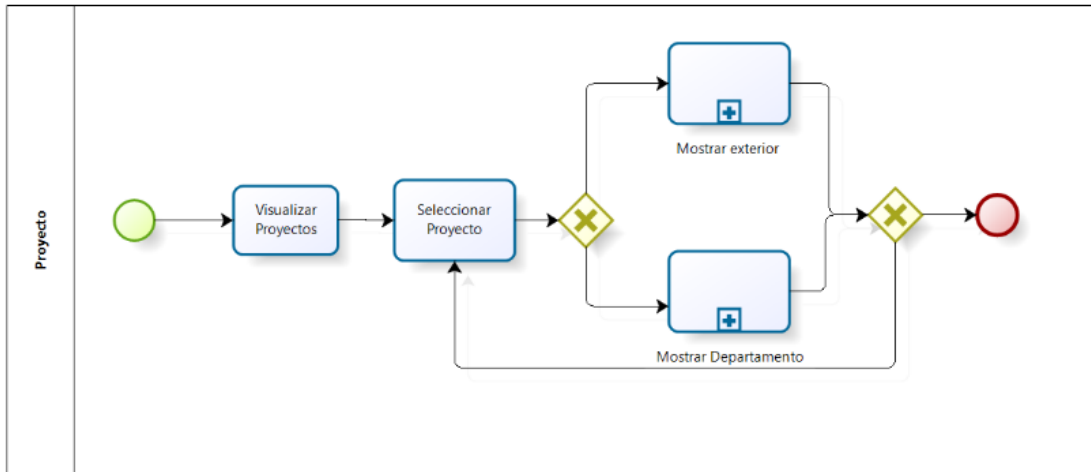 Proyecto
Visualizar
Proyectos
Seleccionar
Proyecto
Mostrar exterior
Mostrar Departamento